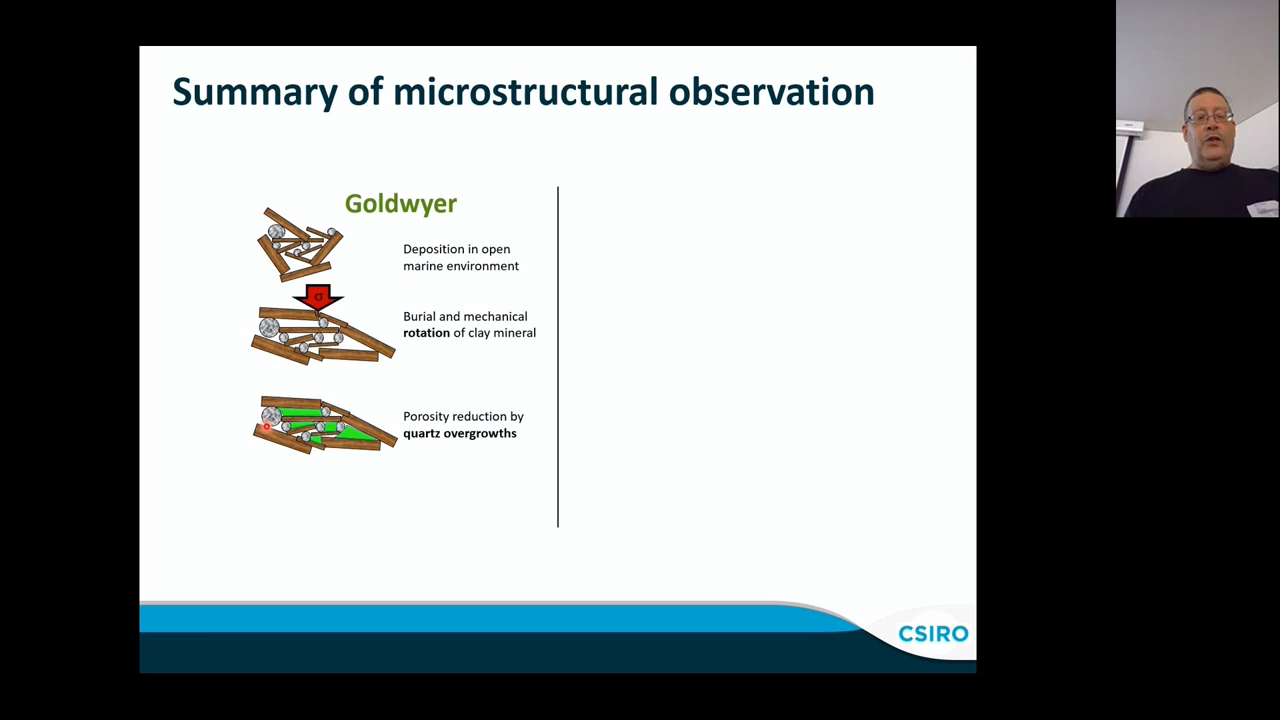 Summary of microstructural observation
Goldwyer
Deposition in open
marine environment
σ
Burial and mechanical
rotation of clay mineral
Porosity reduction by
quartz overgrowths
CSIRO